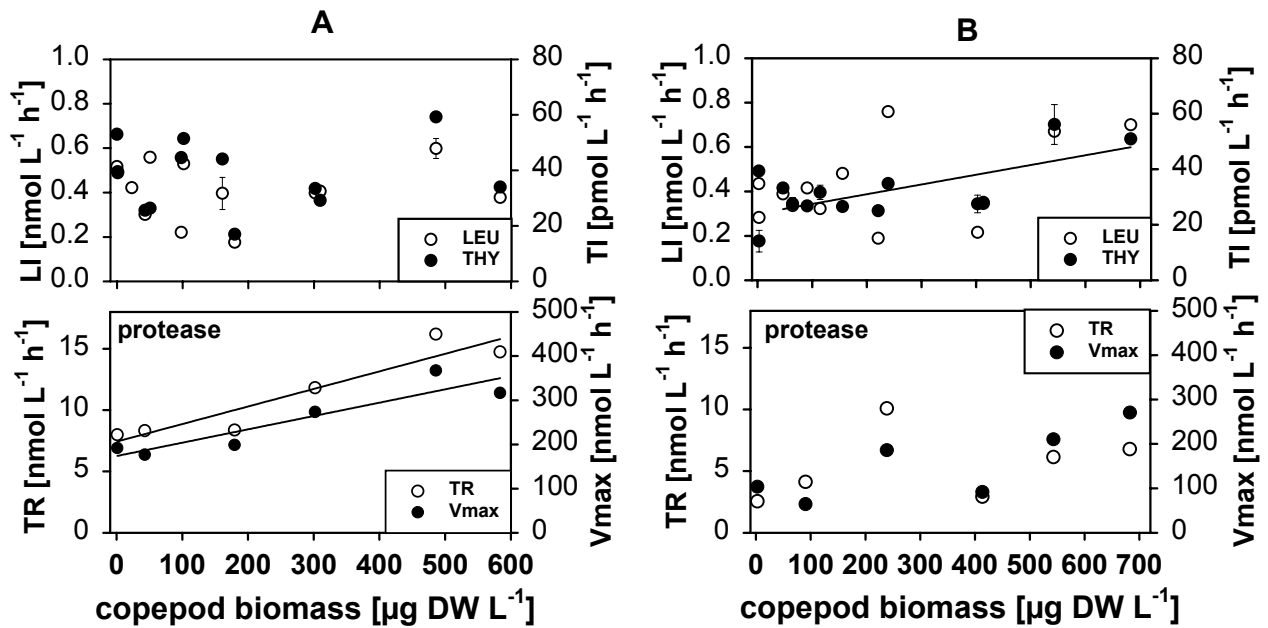 A
B
LI [nmol L-1 h-1]
1.0
0.8
0.6
0.4
0.2
0.0
LEU
THY
80
60
40
20
0
TI [pmol L-1 h-1]
LI [nmol L-1 h-1]
1.0
0.8
0.6
0.4
0.2
0.0
LEU
THY
80
60
40
20
0
TI [pmol L-1 h-1]
TR [nmol L-1 h-1]
15
10
5
0
protease
TR
Vmax
500
400
300
200
100
0
Vmax [nmol L-1 h-1]
0 100 200 300 400 500 600
copepod biomass [µg DW L-1]
TR [nmol L-1 h-1]
15
10
5
0
protease
TR
Vmax
500
400
300
200
100
0
Vmax [nmol L-1 h-1]
0 100 200 300 400 500 600 700
copepod biomass [µg DW L-1]